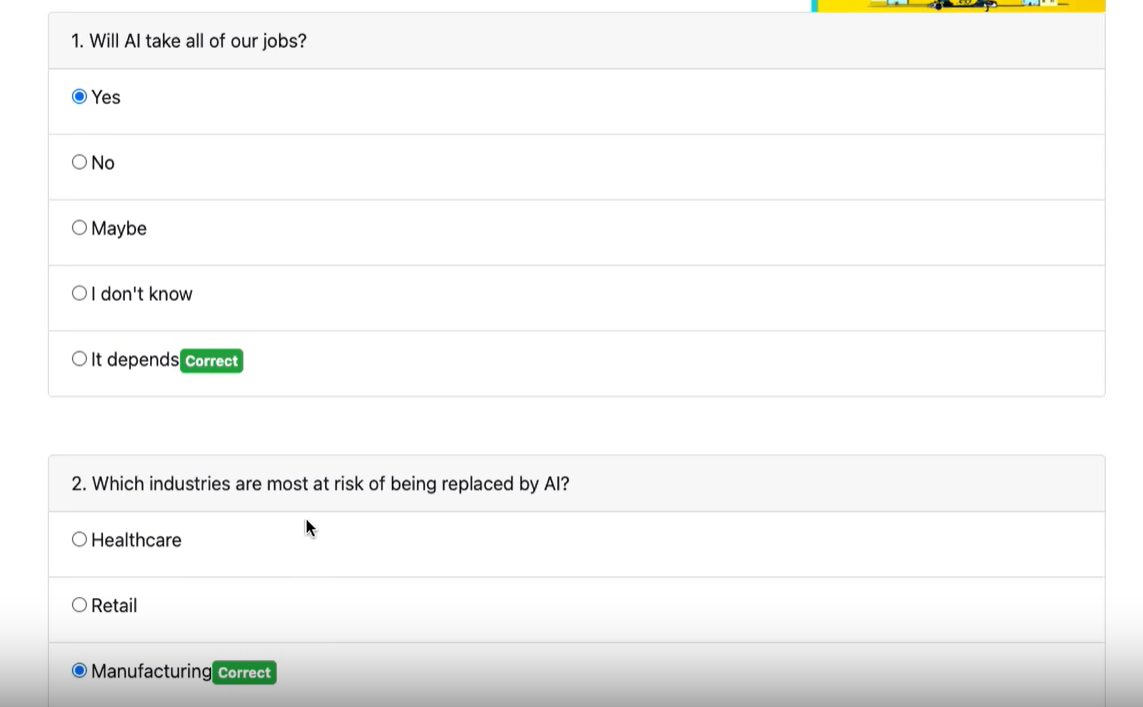 1. Will AI take all of our jobs?
Yes
No
Maybe
I don't know
It depends Correct
2. Which industries are most at risk of being replaced by AI?
Healthcare
Retail
Manufacturing Correct